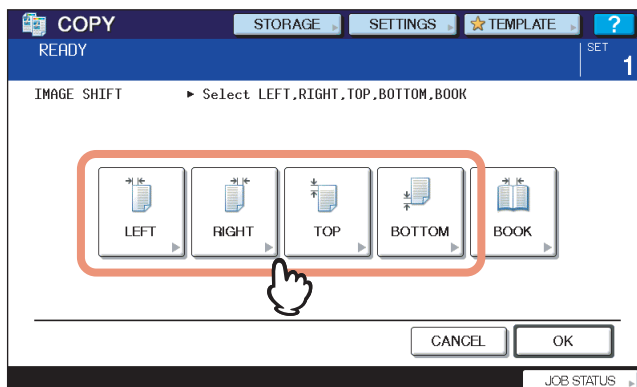 COPY
STORAGE
SETTINGS
TEMPLATE
?
READY
SET
1
IMAGE SHIFT
► Select LEFT,RIGHT,TOP,BOTTOM,BOOK
LEFT
RIGHT
TOP
BOTTOM
BOOK
CANCEL
OK
JOB STATUS